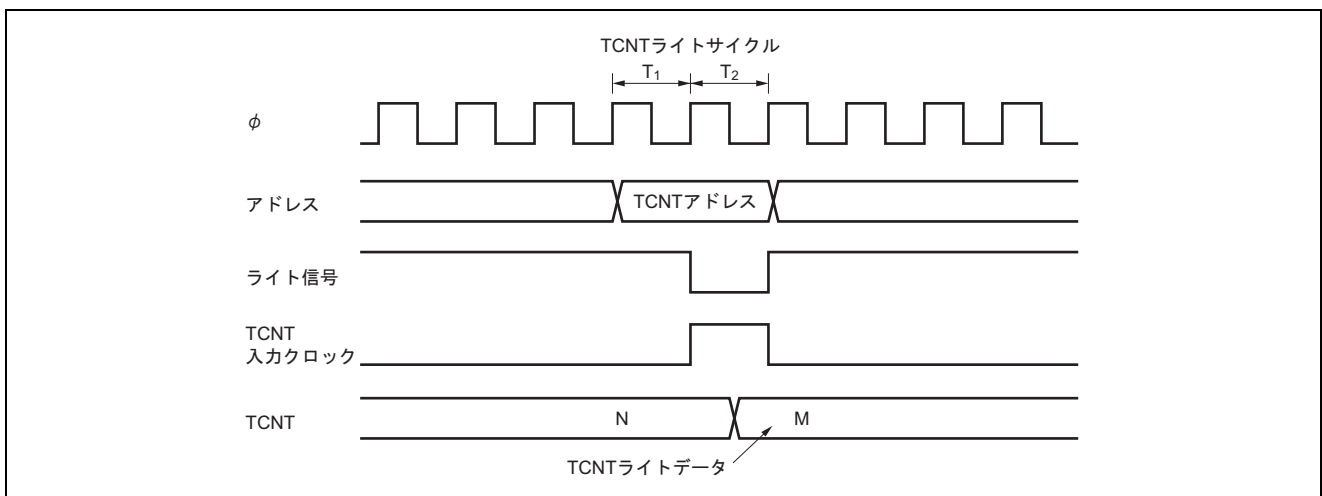 TCNTライトサイクル
T1 T2
φ
アドレス TCNTアドレス
ライト信号
TCNT
入力クロック
TCNT N M
TCNTライトデータ